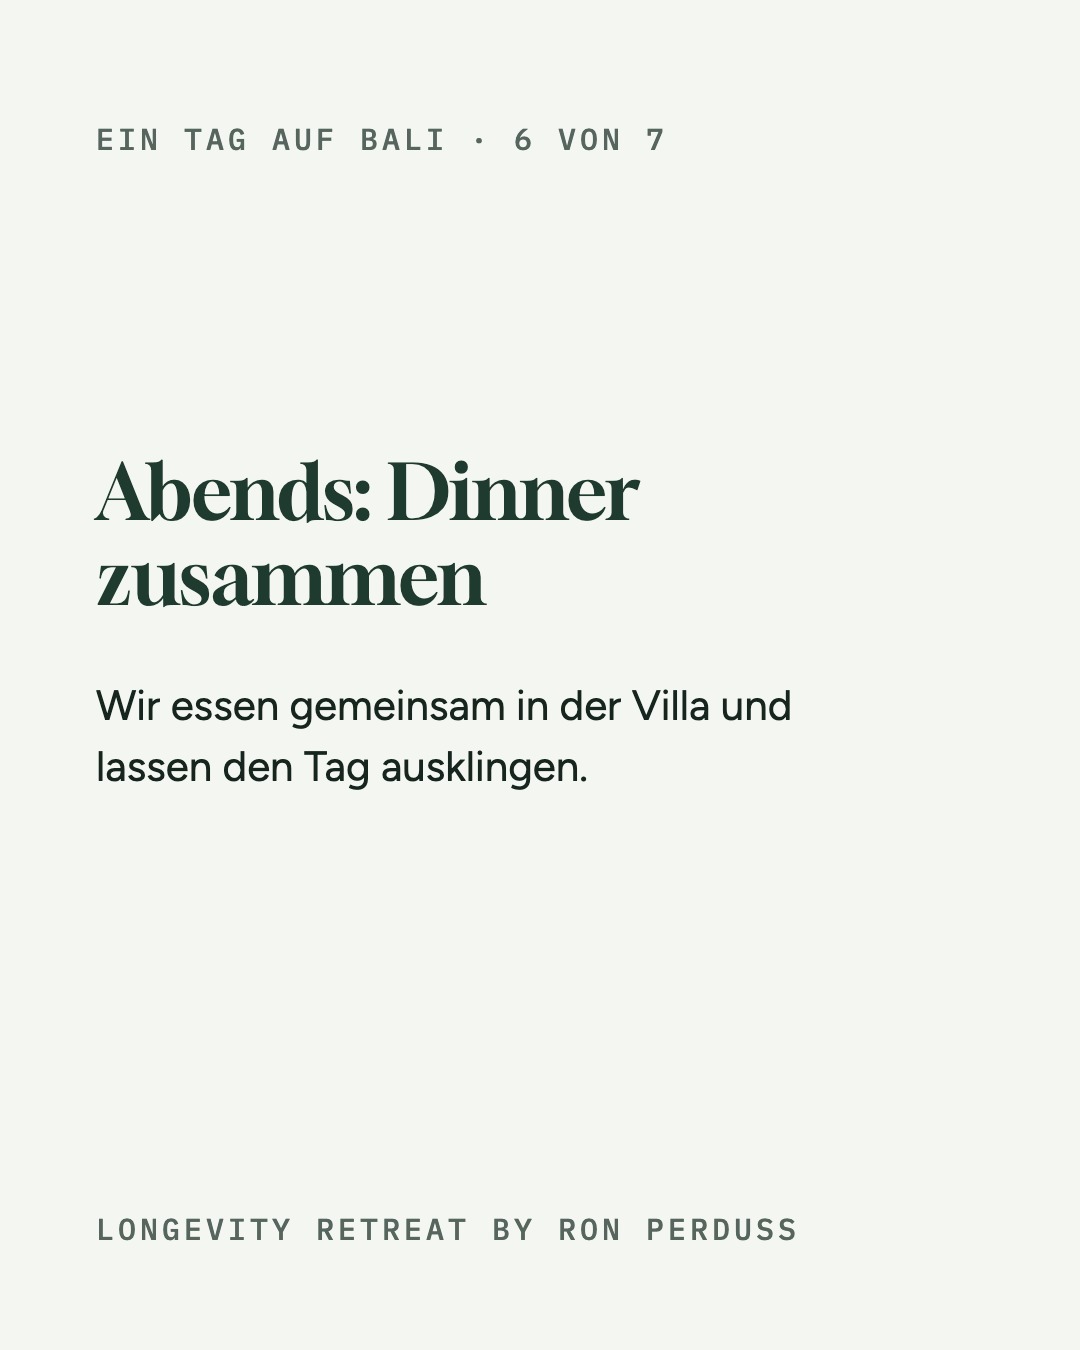 EIN TAG AUF BALI · 6 VON 7
Abends: Dinner
zusammen
Wir essen gemeinsam in der Villa und
lassen den Tag ausklingen.
LONGEVITY RETREAT BY RON PERDUSS